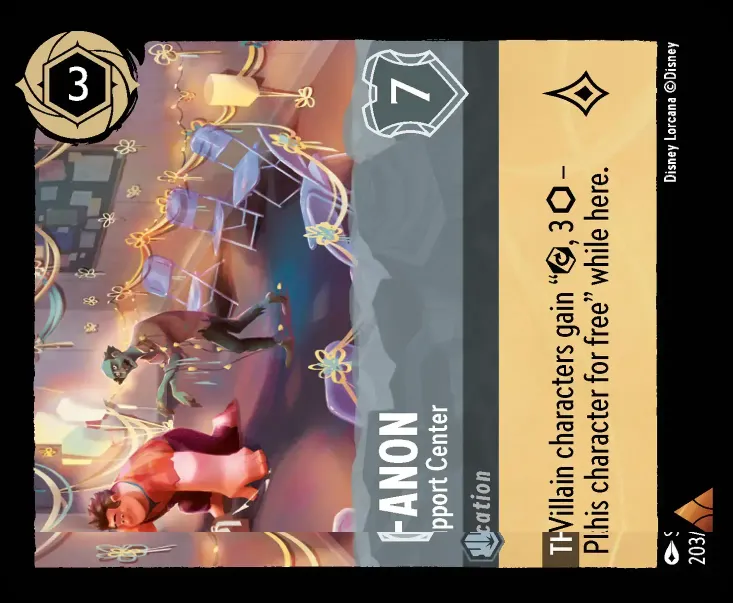 3
7
-ANON
pport Center
cation
TH Villain characters gain “ , 3 –
Pl his character for free” while here.
203/
Disney Lorcana ©Disney